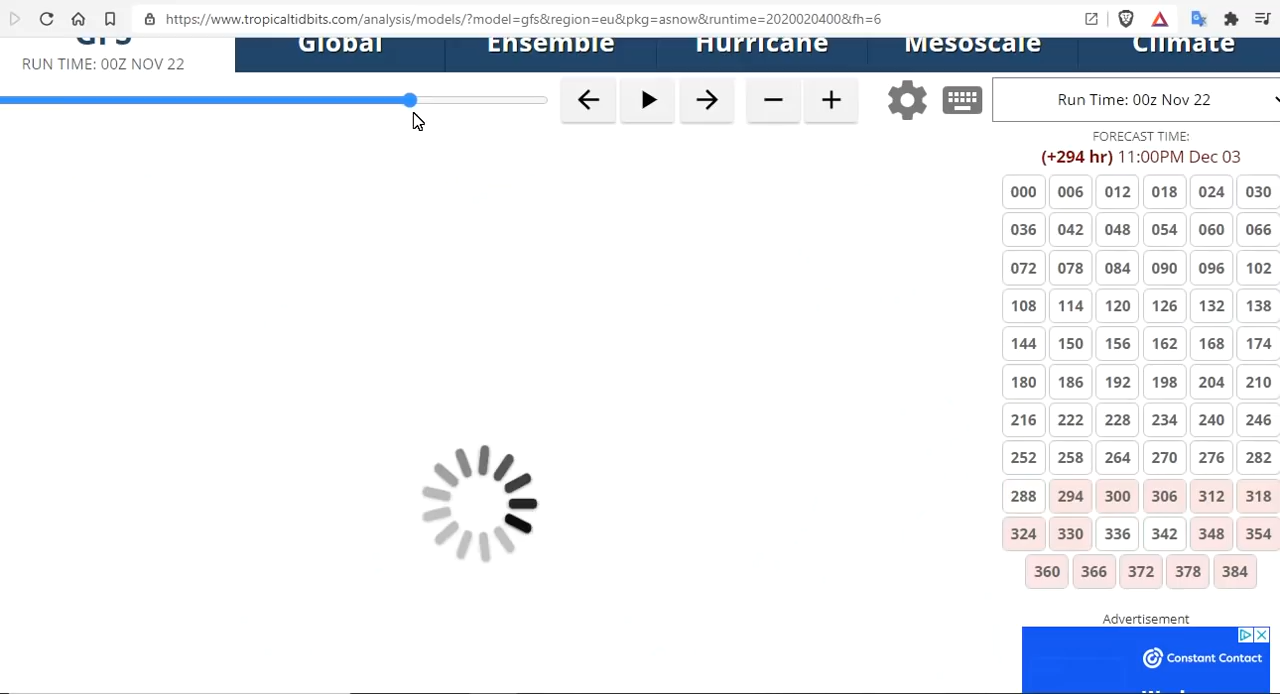 https://www.tropicaltidbits.com/analysis/models/?model=gfs&region=eu&pkg=asnow&runtime=2020020400&fh=6
GFS Global Ensemble Hurricane Mesoscale Climate
RUN TIME: 00Z NOV 22
Run Time: 00z Nov 22
FORECAST TIME:
(+294 hr) 11:00PM Dec 03
000 006 012 018 024 030
036 042 048 054 060 066
072 078 084 090 096 102
108 114 120 126 132 138
144 150 156 162 168 174
180 186 192 198 204 210
216 222 228 234 240 246
252 258 264 270 276 282
288 294 300 306 312 318
324 330 336 342 348 354
360 366 372 378 384
Advertisement
Constant Contact